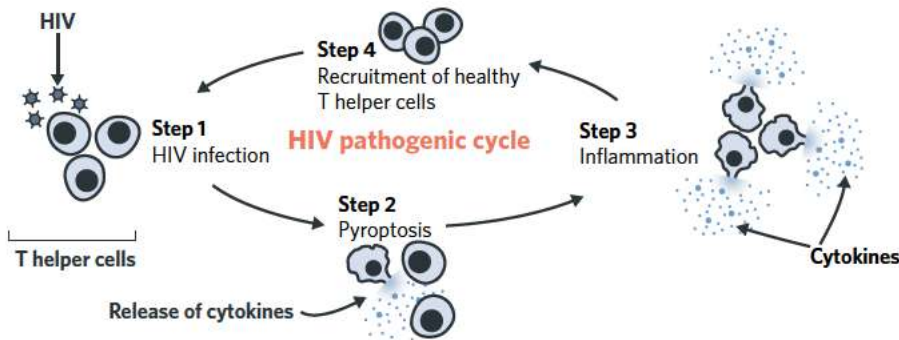 HIV
Step 4
Recruitment of healthy
T helper cells
Step 1
HIV infection
HIV pathogenic cycle
Step 3
Inflammation
Step 2
Pyroptosis
T helper cells
Cytokines
Release of cytokines